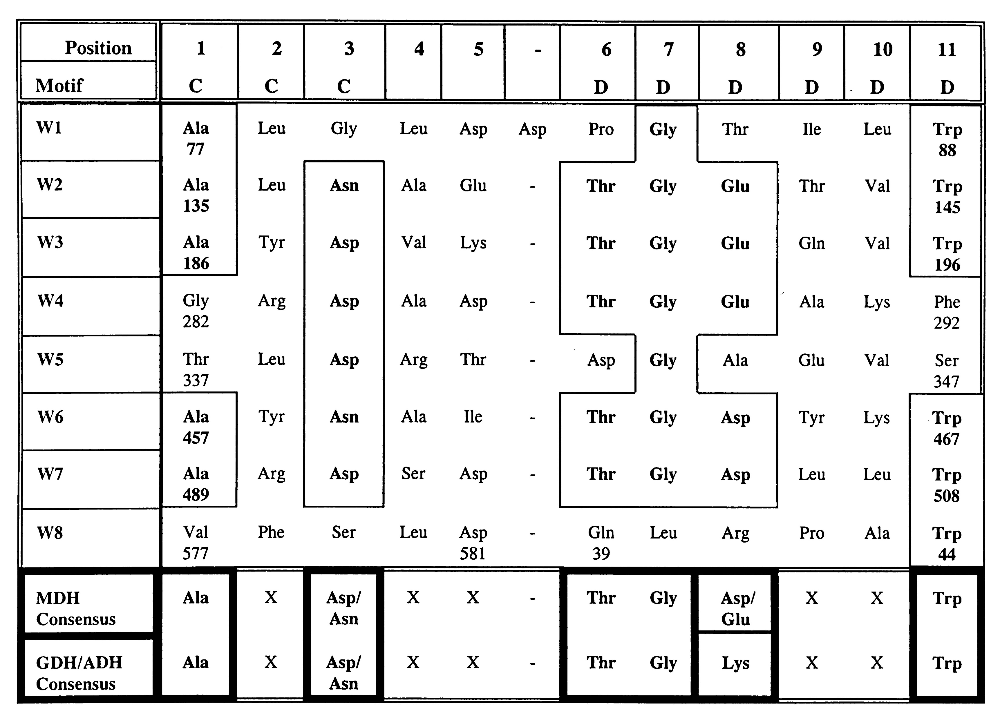 Position 1 2 3 4 5 - 6 7 8 9 10 11
Motif C C C D D D D D D
W1 Ala Leu Gly Leu Asp Asp Pro Gly Thr Ile Leu Trp
77 88
W2 Ala Leu Asn Ala Glu - Thr Gly Glu Thr Val Trp
135 145
W3 Ala Tyr Asp Val Lys - Thr Gly Glu Gln Val Trp
186 196
W4 Gly Arg Asp Ala Asp - Thr Gly Glu Ala Lys Phe
282 292
W5 Thr Leu Asp Arg Thr - Asp Gly Ala Glu Val Ser
337 347
W6 Ala Tyr Asn Ala Ile - Thr Gly Asp Tyr Lys Trp
457 467
W7 Ala Arg Asp Ser Asp - Thr Gly Asp Leu Leu Trp
489 508
W8 Val Phe Ser Leu Asp - Gln Leu Arg Pro Ala Trp
577 581 39 44
MDH Ala X Asp/ X X - Thr Gly Asp/ X X Trp
Consensus Asn Glu
GDH/ADH Ala X Asp/ X X - Thr Gly Lys X X Trp
Consensus Asn